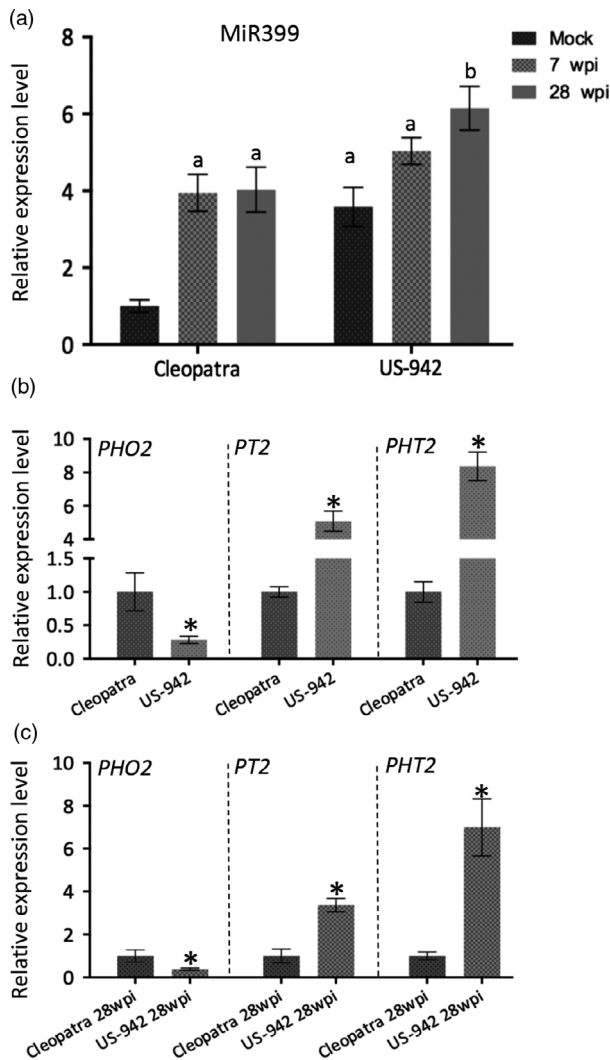 (a)
MiR399
Mock
7 wpi
28 wpi
Relative expression level
8
6
4
2
0
a
a
a
a
b
Cleopatra
US-942
(b)
Relative expression level
10
8
6
4
1.5
1.0
0.5
0.0
PHO2
PT2
PHT2
*
*
*
Cleopatra
US-942
Cleopatra
US-942
Cleopatra
US-942
(c)
Relative expression level
10
8
6
4
2
0
PHO2
PT2
PHT2
*
*
*
Cleopatra 28wpi
US-942 28wpi
Cleopatra 28wpi
US-942 28wpi
Cleopatra 28wpi
US-942 28wpi